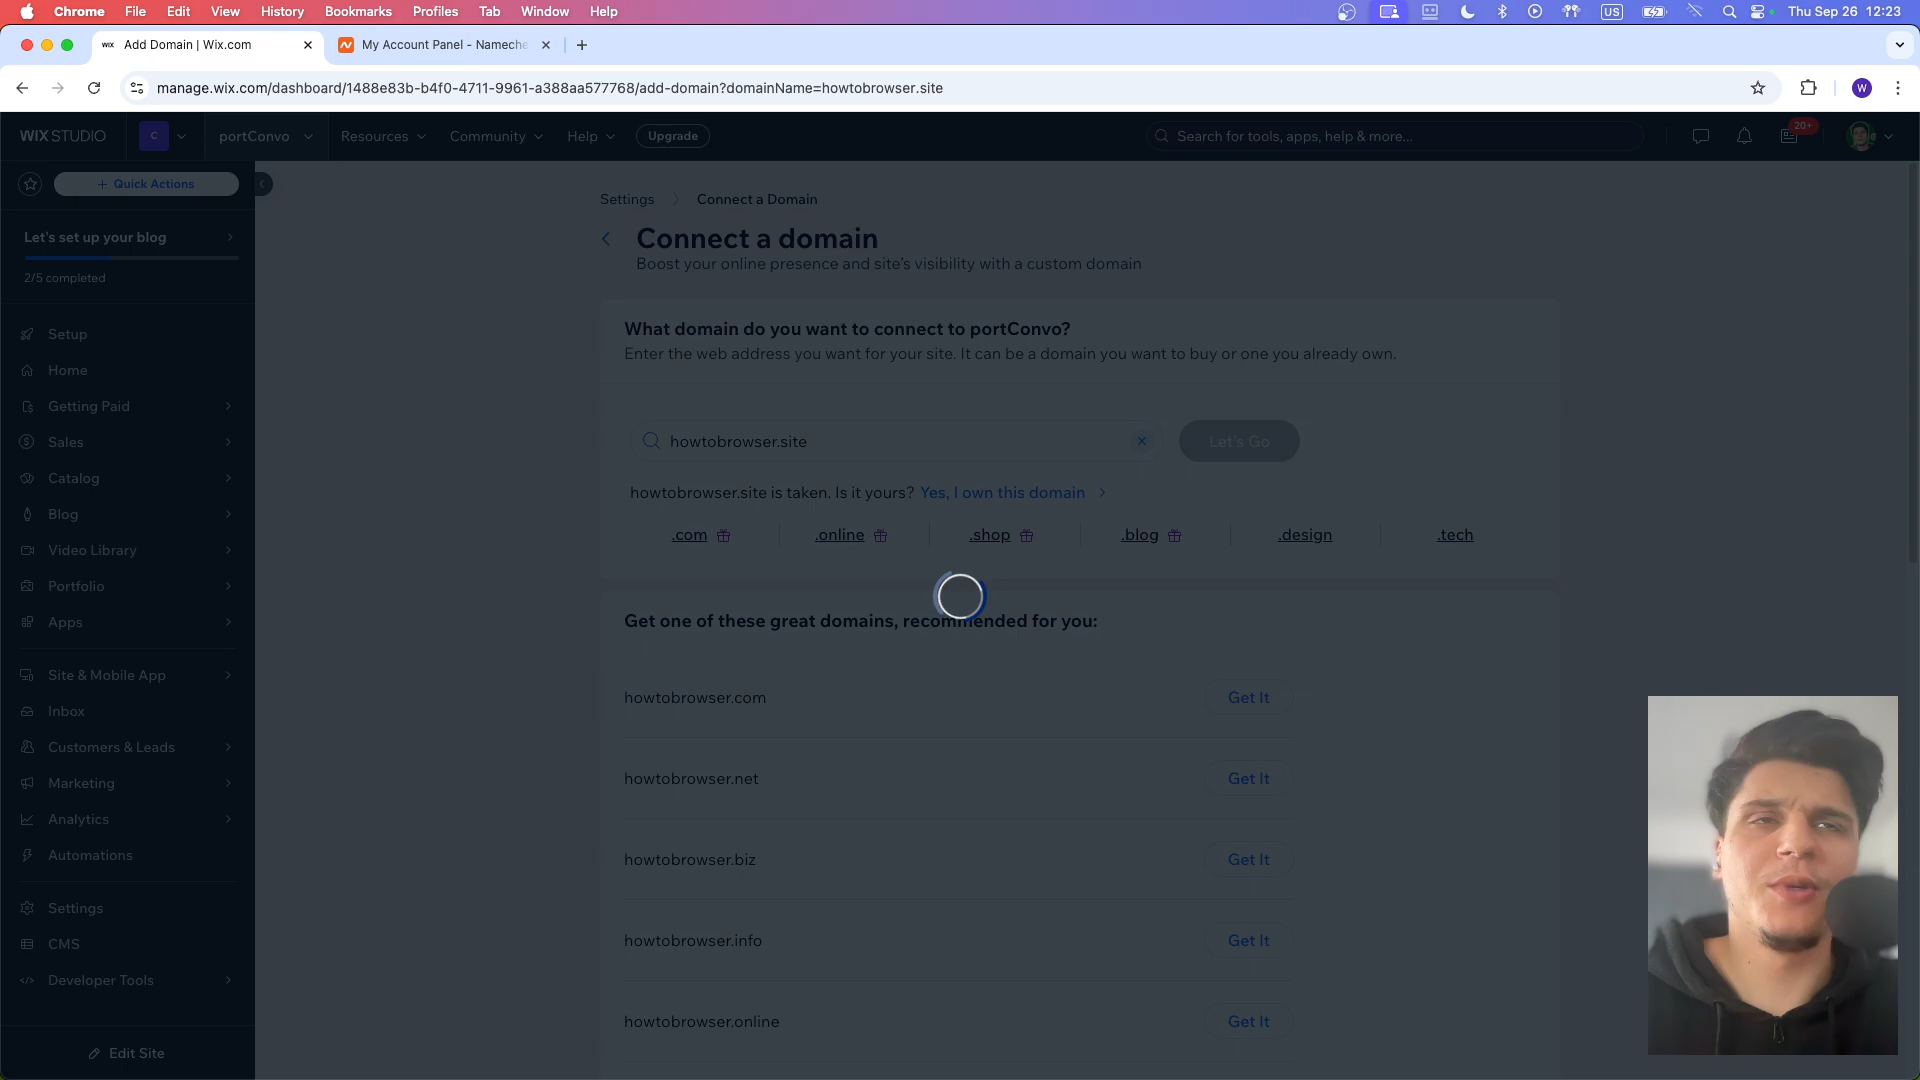 Chrome File Edit View History Bookmarks Profiles Tab Window Help
US Thu Sep 26 12:23
WIX Add Domain | Wix.com
My Account Panel - Nameche
manage.wix.com/dashboard/1488e83b-b4f0-4711-9961-a388aa577768/add-domain?domainName=howtobrowser.site
W
WIX STUDIO
C
portConvo
Resources
Community
Help
Upgrade
Search for tools, apps, help & more...
20+
+ Quick Actions
Let's set up your blog
2/5 completed
Setup
Home
Getting Paid
Sales
Catalog
Blog
Video Library
Portfolio
Apps
Site & Mobile App
Inbox
Customers & Leads
Marketing
Analytics
Automations
Settings
CMS
Developer Tools
Edit Site
Settings > Connect a Domain
Connect a domain
Boost your online presence and site's visibility with a custom domain
What domain do you want to connect to portConvo?
Enter the web address you want for your site. It can be a domain you want to buy or one you already own.
howtobrowser.site
Let's Go
howtobrowser.site is taken. Is it yours? Yes, I own this domain
.com .online .shop .blog .design .tech
Get one of these great domains, recommended for you:
howtobrowser.com Get It
howtobrowser.net Get It
howtobrowser.biz Get It
howtobrowser.info Get It
howtobrowser.online Get It